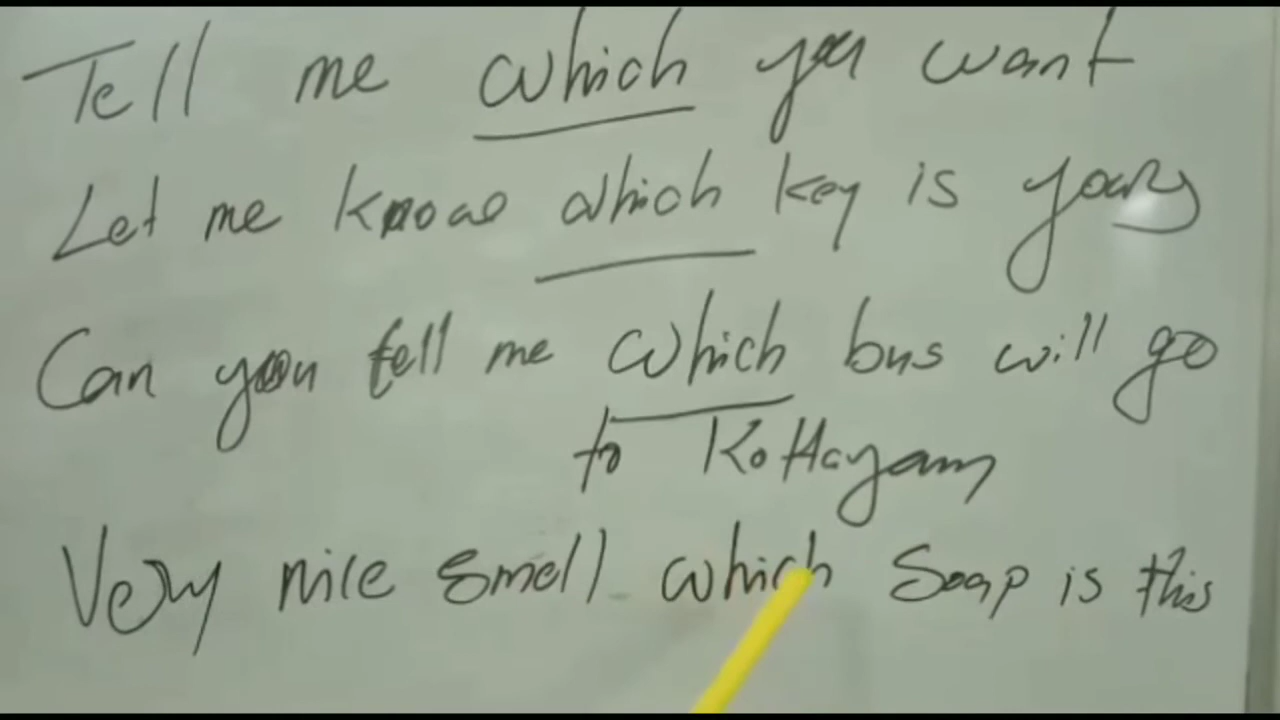 Tell me which you want
Let me know which key is yours
Can you tell me which bus will go
to Kottayam
Very nice smell which Soap is this